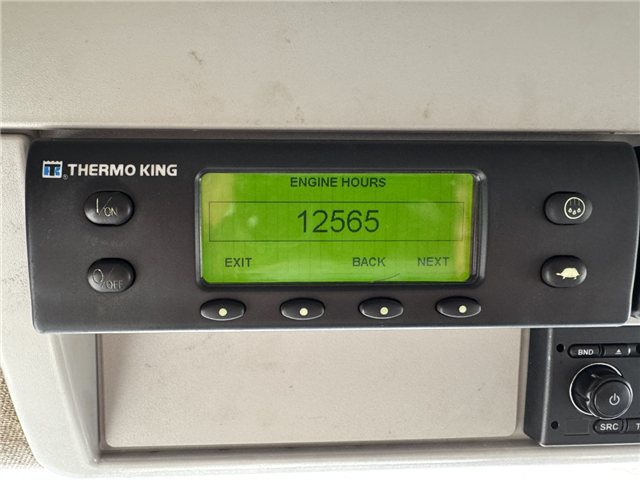 THERMO KING
ENGINE HOURS
12565
EXIT BACK NEXT
I/ON
O/OFF
BND
SRC